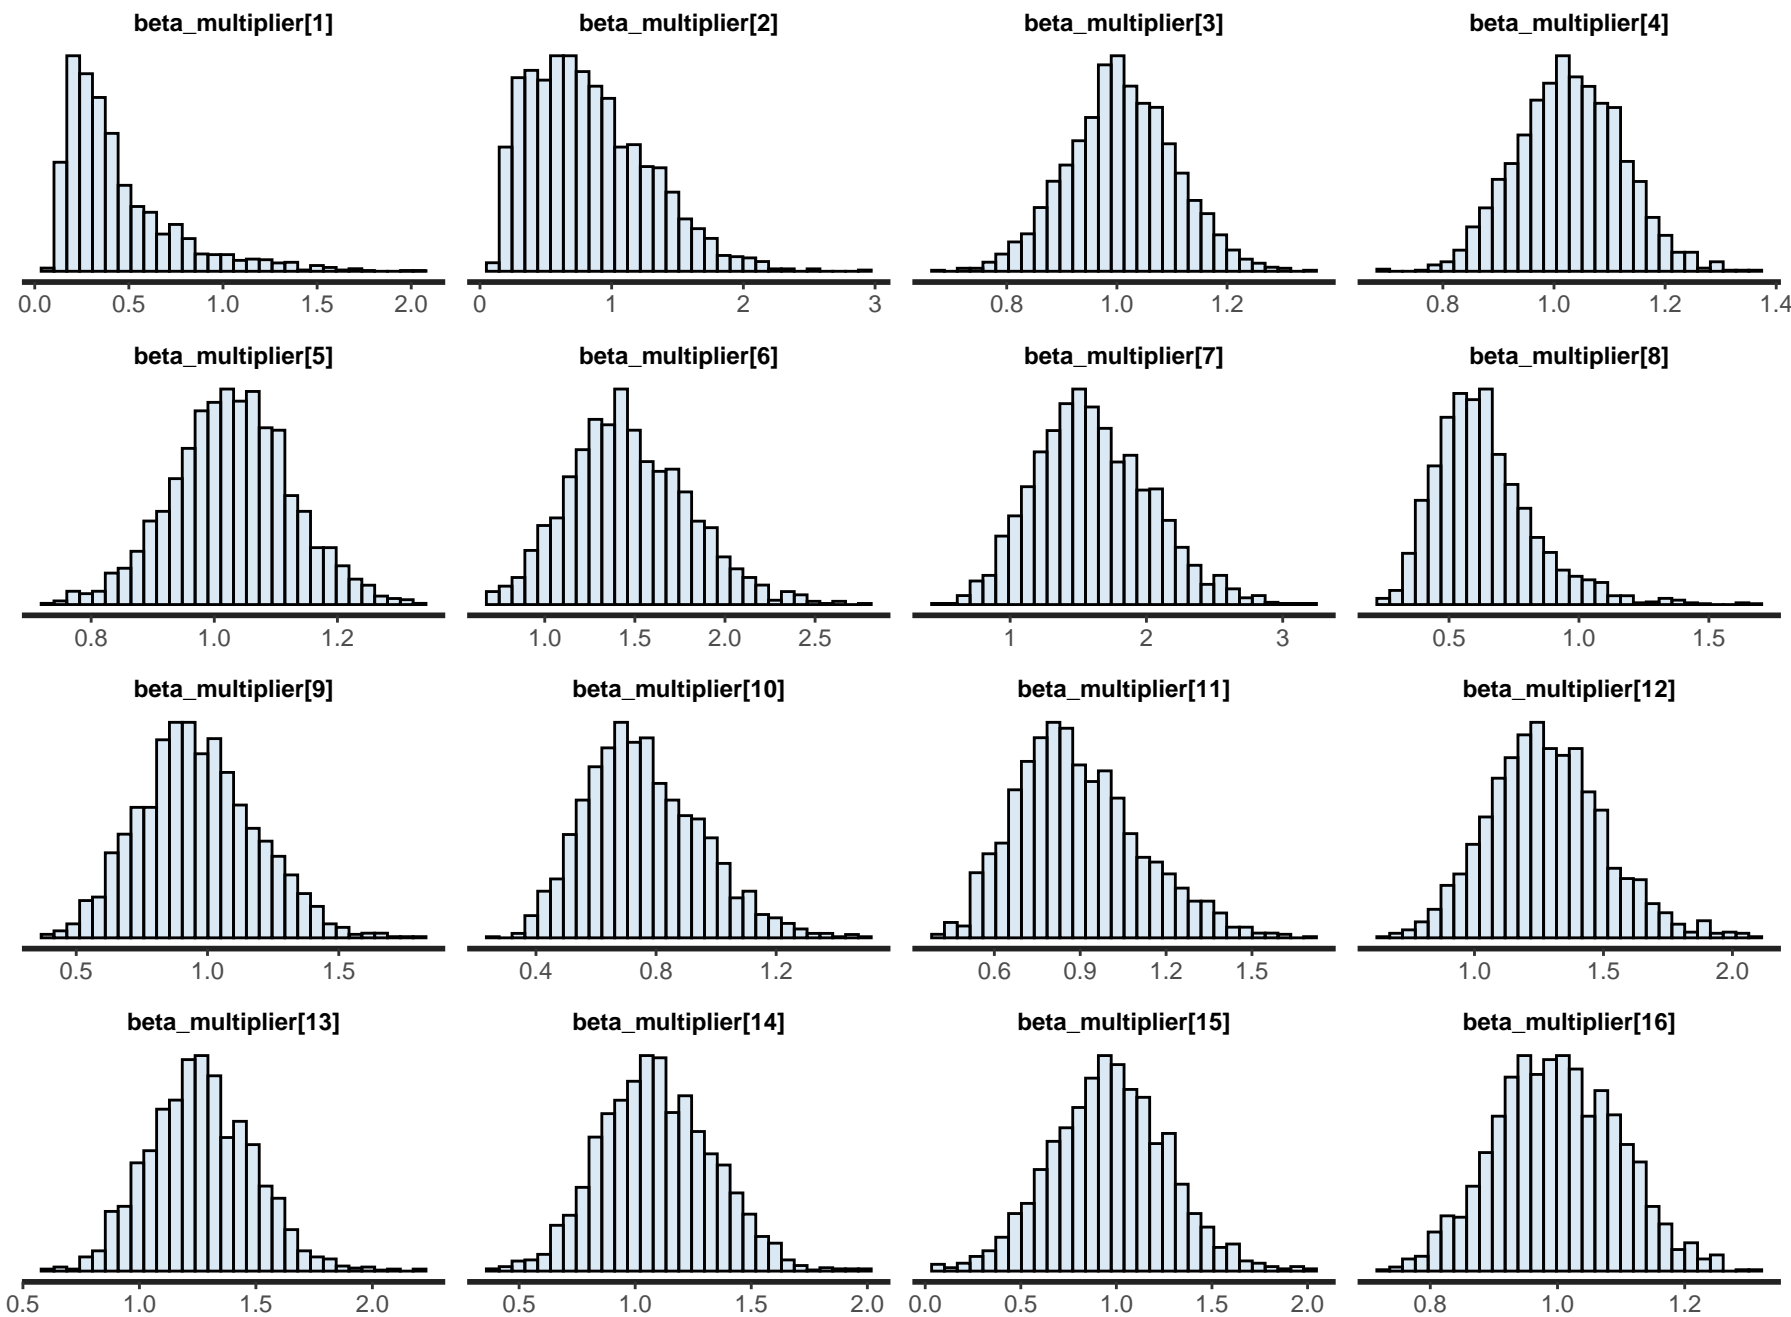 beta_multiplier[1] beta_multiplier[2] beta_multiplier[3] beta_multiplier[4]
0.0 0.5 1.0 1.5 2.0 0 1 2 3 0.8 1.0 1.2 0.8 1.0 1.2 1.4
beta_multiplier[5] beta_multiplier[6] beta_multiplier[7] beta_multiplier[8]
0.8 1.0 1.2 1.0 1.5 2.0 2.5 1 2 3 0.5 1.0 1.5
beta_multiplier[9] beta_multiplier[10] beta_multiplier[11] beta_multiplier[12]
0.5 1.0 1.5 0.4 0.8 1.2 0.6 0.9 1.2 1.5 1.0 1.5 2.0
beta_multiplier[13] beta_multiplier[14] beta_multiplier[15] beta_multiplier[16]
0.5 1.0 1.5 2.0 0.5 1.0 1.5 2.0 0.0 0.5 1.0 1.5 2.0 0.8 1.0 1.2